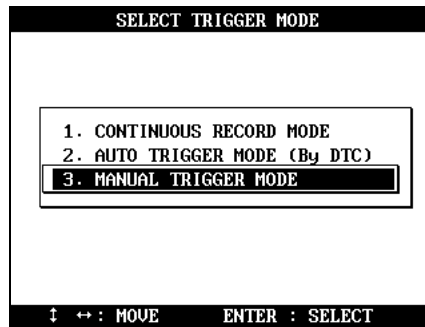 SELECT TRIGGER MODE
1. CONTINUOUS RECORD MODE
2. AUTO TRIGGER MODE (By DTC)
3. MANUAL TRIGGER MODE
↕ ↔: MOVE ENTER : SELECT